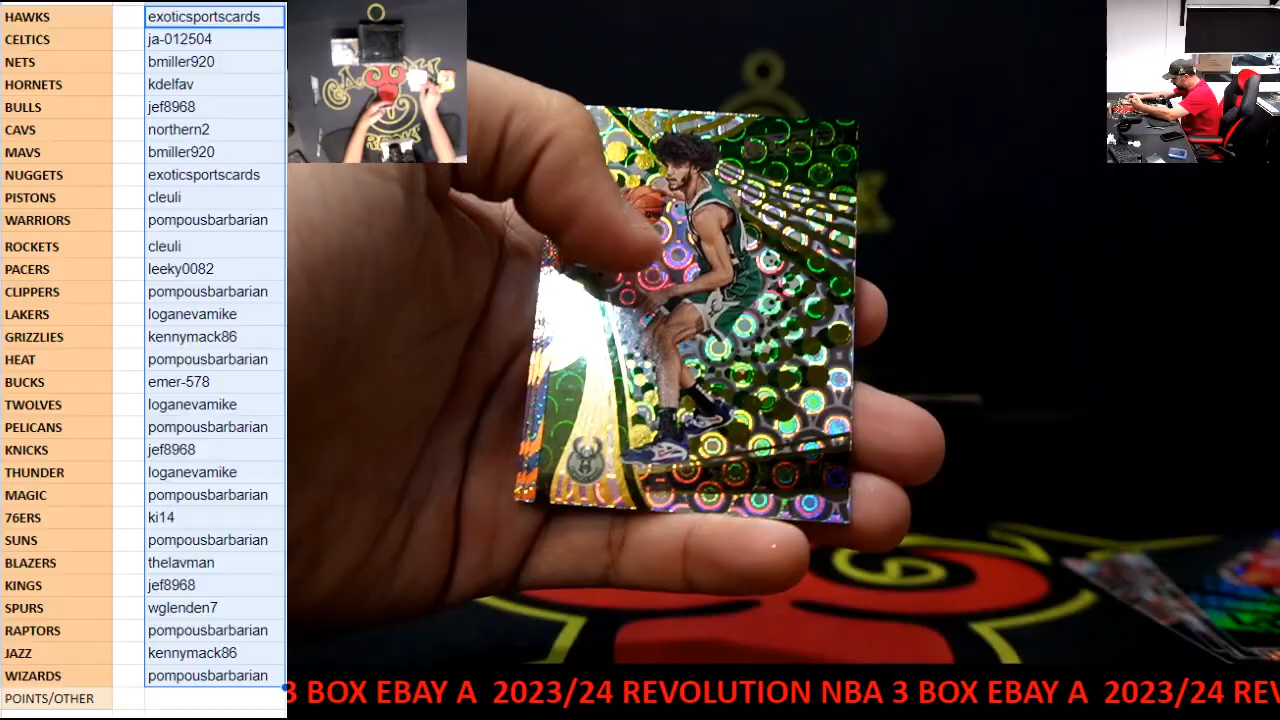 HAWKS exoticsportscards
CELTICS ja-012504
NETS bmiller920
HORNETS kdelfav
BULLS jef8968
CAVS northern2
MAVS bmiller920
NUGGETS exoticsportscards
PISTONS cleuli
WARRIORS pompousbarbarian
ROCKETS cleuli
PACERS leeky0082
CLIPPERS pompousbarbarian
LAKERS loganevamike
GRIZZLIES kennymack86
HEAT pompousbarbarian
BUCKS emer-578
TWOLVES loganevamike
PELICANS pompousbarbarian
KNICKS jef8968
THUNDER loganevamike
MAGIC pompousbarbarian
76ERS ki14
SUNS pompousbarbarian
BLAZERS thelavman
KINGS jef8968
SPURS wglenden7
RAPTORS pompousbarbarian
JAZZ kennymack86
WIZARDS pompousbarbarian
POINTS/OTHER
3 BOX EBAY A 2023/24 REVOLUTION NBA 3 BOX EBAY A 2023/24 REV